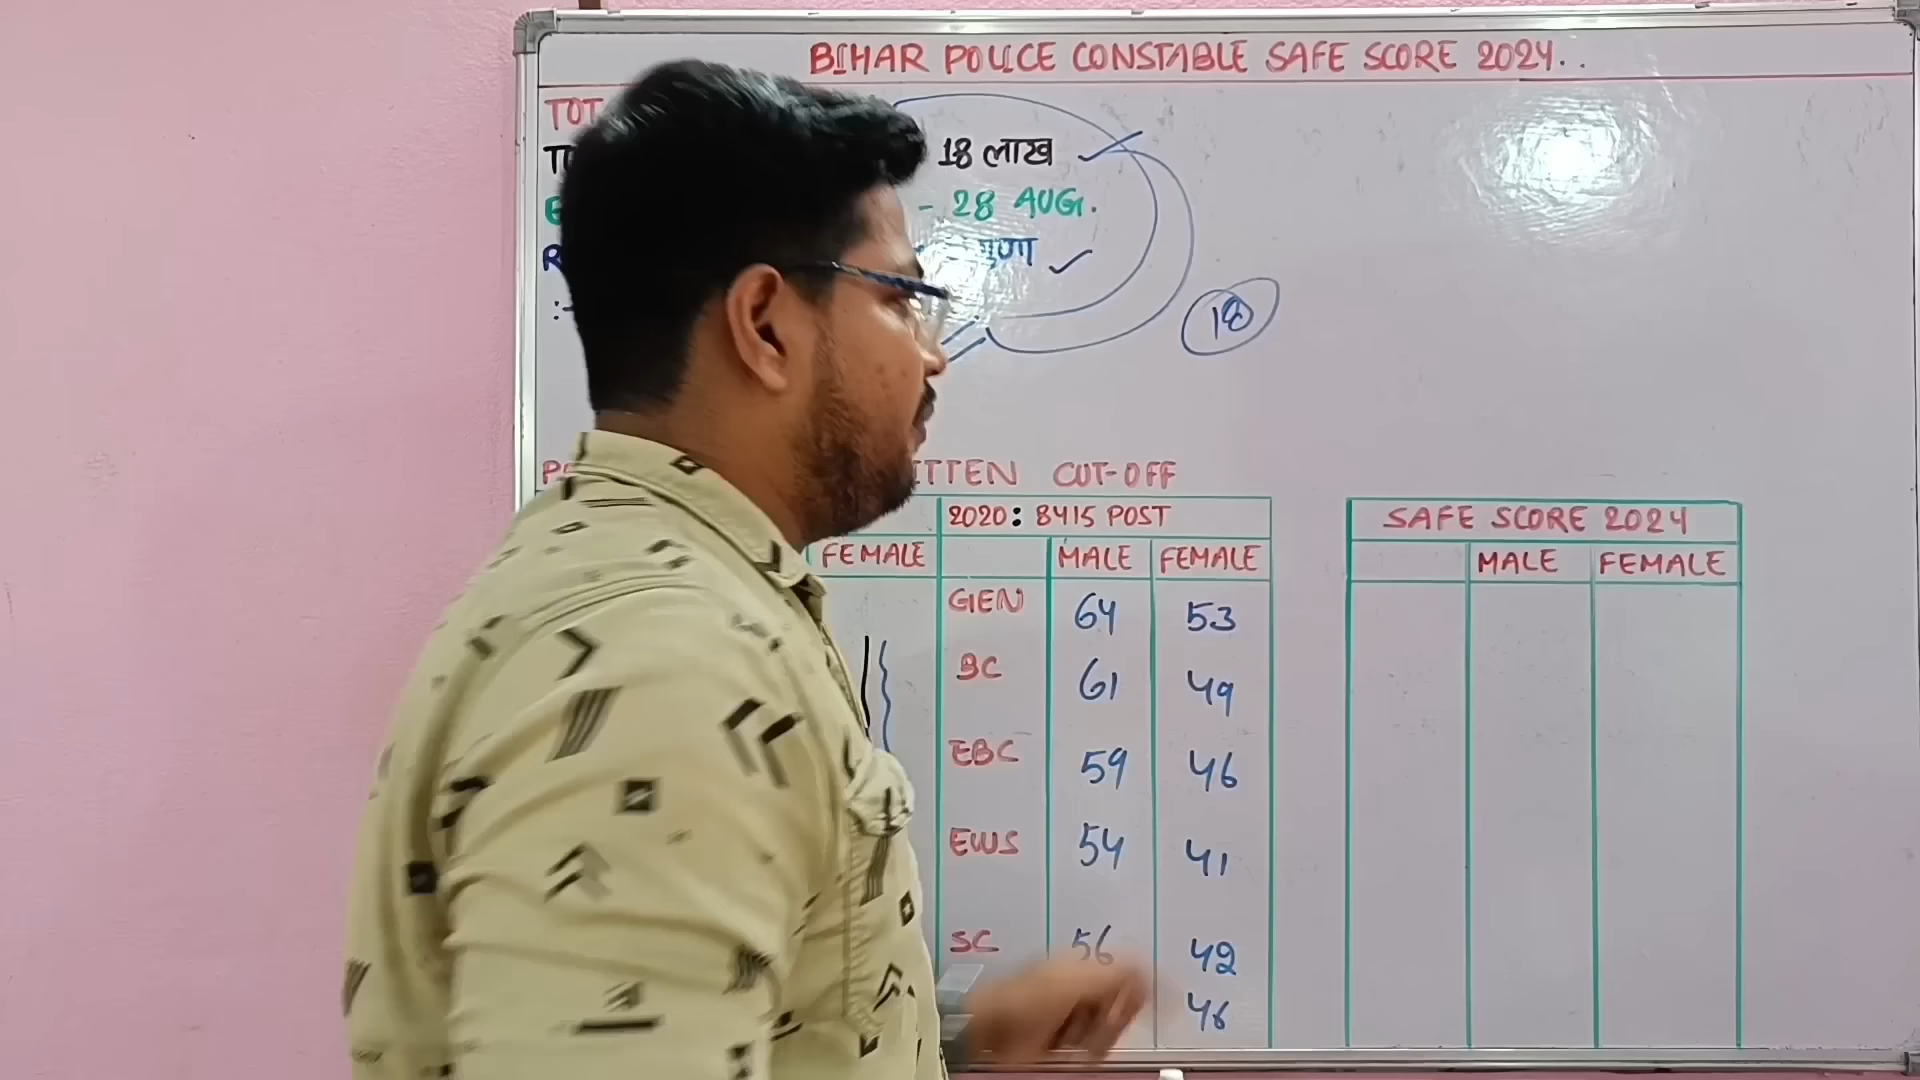 BIHAR POLICE CONSTABLE SAFE SCORE 2024..
TOT
18 लाख
- 28 AUG.
गुणा
18
CUT-OFF
2020: 8415 POST
SAFE SCORE 2024
FEMALE MALE FEMALE
MALE FEMALE
GEN 64 53
BC 61 49
EBC 59 46
EWS 54 41
SC 56 42
46